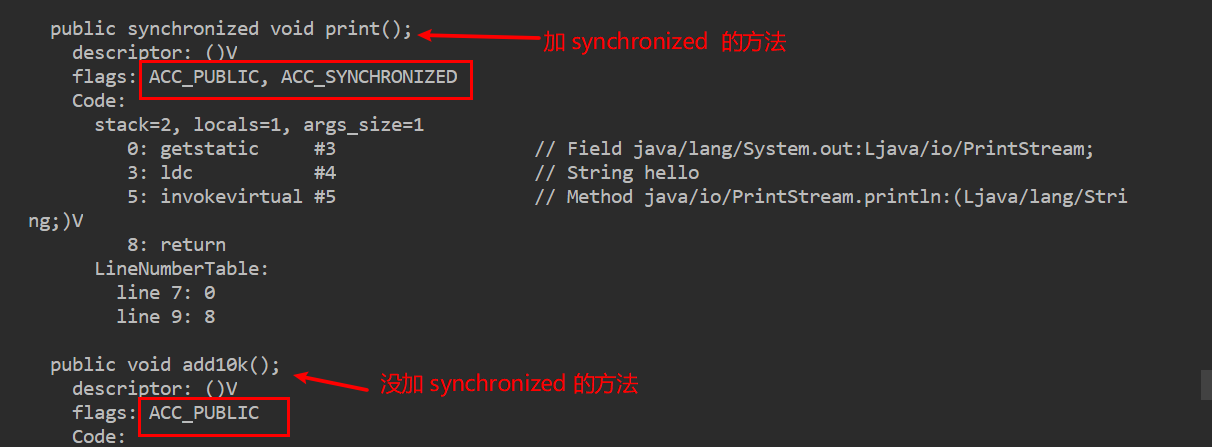 public synchronized void print();
加 synchronized 的方法
descriptor: ()V
flags: ACC_PUBLIC, ACC_SYNCHRONIZED
Code:
stack=2, locals=1, args_size=1
0: getstatic #3 // Field java/lang/System.out:Ljava/io/PrintStream;
3: ldc #4 // String hello
5: invokevirtual #5 // Method java/io/PrintStream.println:(Ljava/lang/Stri
ng;)V
8: return
LineNumberTable:
line 7: 0
line 9: 8
public void add10k();
没加 synchronized 的方法
descriptor: ()V
flags: ACC_PUBLIC
Code: